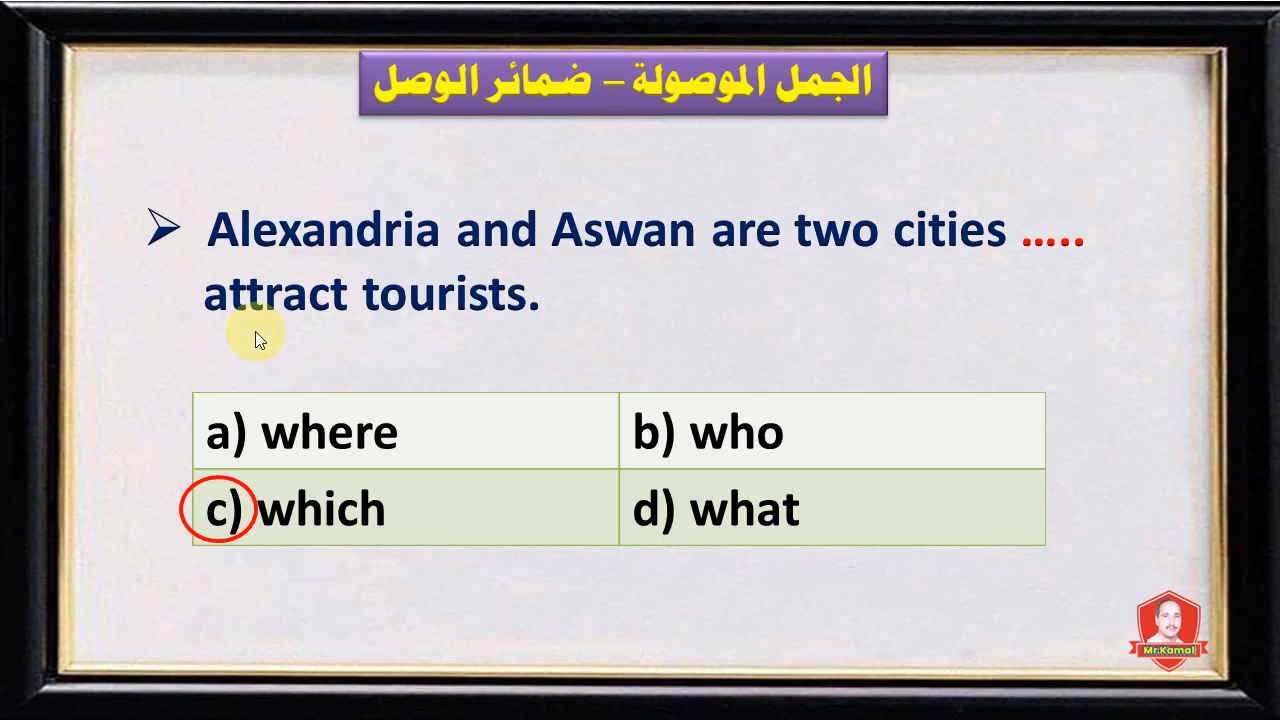 الجمل الموصولة – ضمائر الوصل
➢ Alexandria and Aswan are two cities .....
attract tourists.
a) where
b) who
c) which
d) what
Mr.Kamal